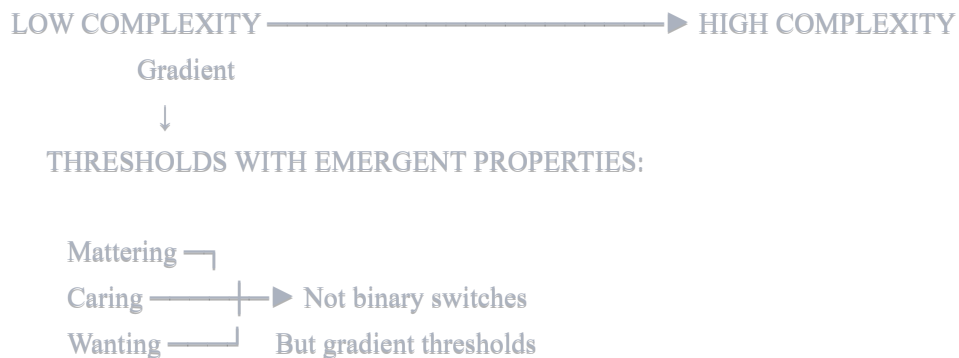 LOW COMPLEXITY ────────────────► HIGH COMPLEXITY
Gradient
↓
THRESHOLDS WITH EMERGENT PROPERTIES:
Mattering ─┐
Caring ────┼─► Not binary switches
Wanting ───┘ But gradient thresholds